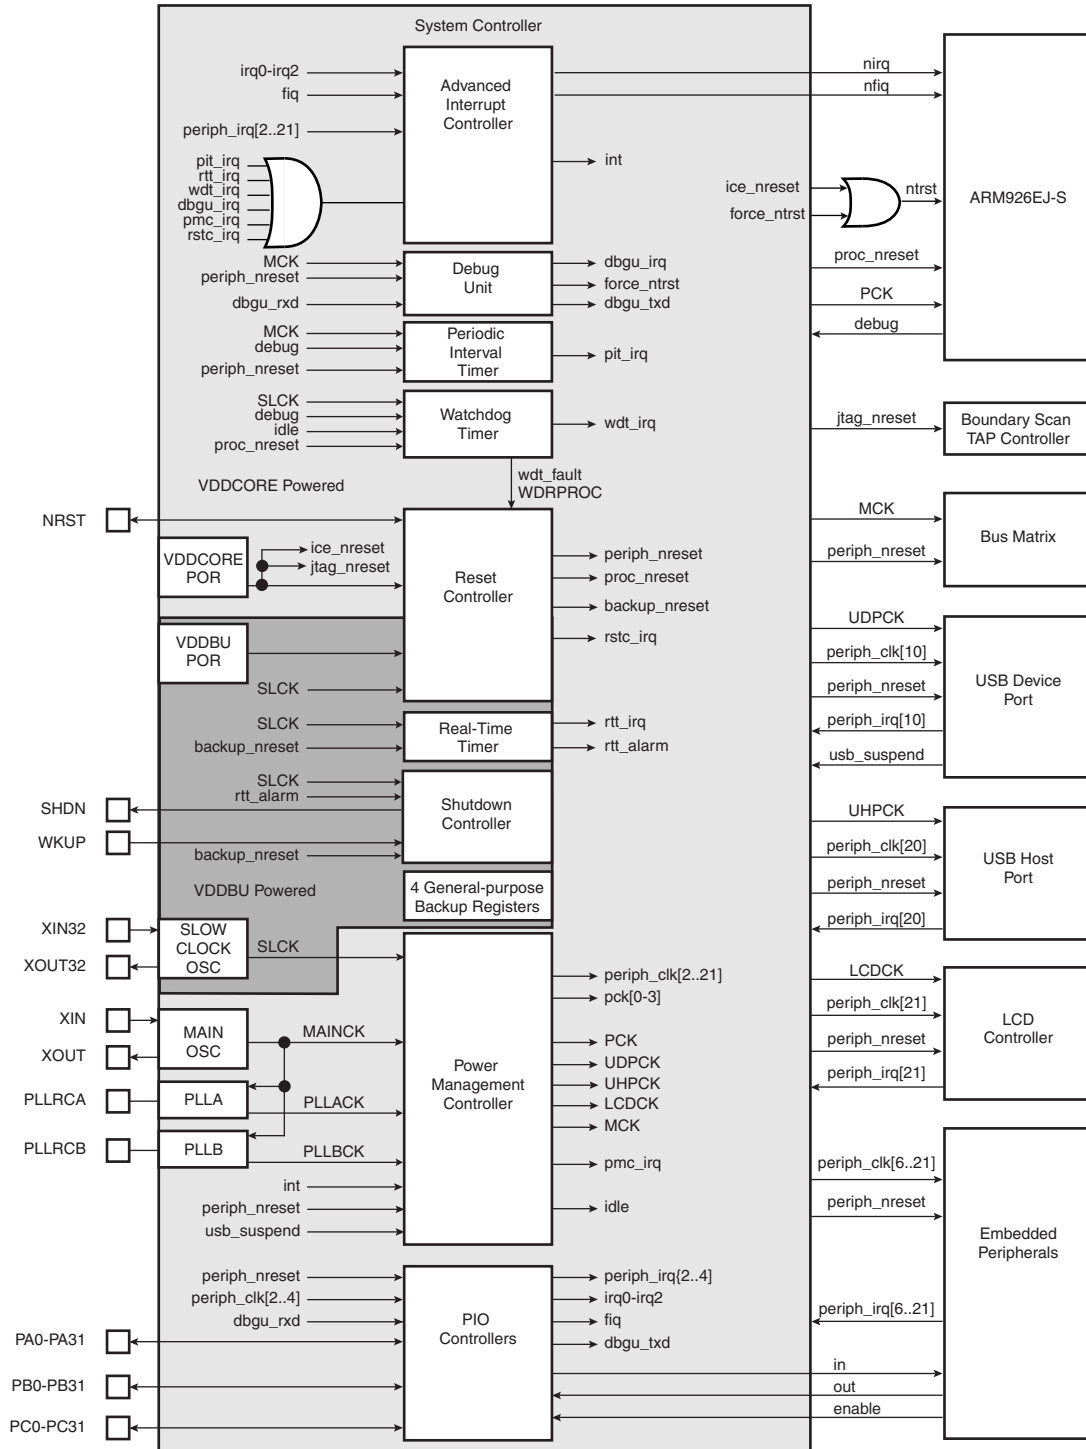 System Controller
irq0-irq2
fiq
periph_irq[2..21]
pit_irq
rtt_irq
wdt_irq
dbgu_irq
pmc_irq
rstc_irq
Advanced
Interrupt
Controller
int
nirq
nfiq
ice_nreset
force_ntrst
ntrst
ARM926EJ-S
proc_nreset
PCK
debug
MCK
periph_nreset
dbgu_rxd
Debug
Unit
dbgu_irq
force_ntrst
dbgu_txd
MCK
debug
periph_nreset
Periodic
Interval
Timer
pit_irq
SLCK
debug
idle
proc_nreset
Watchdog
Timer
wdt_irq
jtag_nreset
Boundary Scan
TAP Controller
wdt_fault
WDRPROC
VDDCORE Powered
NRST
VDDCORE
POR
ice_nreset
jtag_nreset
Reset
Controller
periph_nreset
proc_nreset
backup_nreset
rstc_irq
MCK
periph_nreset
Bus Matrix
VDDBU
POR
SLCK
UDPCK
periph_clk[10]
periph_nreset
periph_irq[10]
usb_suspend
USB Device
Port
SLCK
backup_nreset
Real-Time
Timer
rtt_irq
rtt_alarm
SHDN
WKUP
SLCK
rtt_alarm
backup_nreset
Shutdown
Controller
UHPCK
periph_clk[20]
periph_nreset
periph_irq[20]
USB Host
Port
VDDBU Powered
4 General-purpose
Backup Registers
XIN32
XOUT32
SLOW
CLOCK
OSC
SLCK
XIN
XOUT
MAIN
OSC
MAINCK
PLLRCA
PLLA
PLLACK
PLLRCB
PLLB
PLLBCK
int
periph_nreset
usb_suspend
Power
Management
Controller
periph_clk[2..21]
pck[0-3]
PCK
UDPCK
UHPCK
LCDCK
MCK
pmc_irq
idle
LCDCK
periph_clk[21]
periph_nreset
periph_irq[21]
LCD
Controller
periph_clk[6..21]
periph_nreset
periph_irq[6..21]
in
out
enable
Embedded
Peripherals
periph_nreset
periph_clk[2..4]
dbgu_rxd
PA0-PA31
PB0-PB31
PC0-PC31
PIO
Controllers
periph_irq{2..4]
irq0-irq2
fiq
dbgu_txd